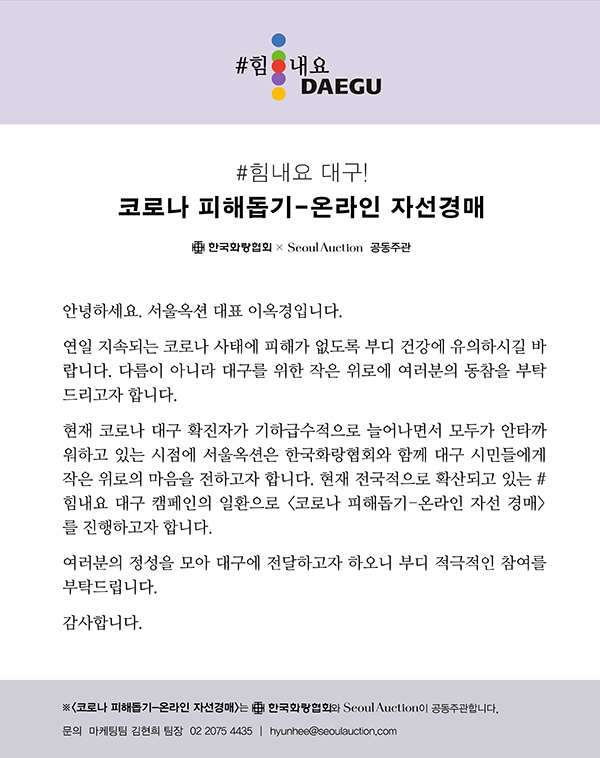 #힘내요
DAEGU
#힘내요 대구!
코로나 피해돕기-온라인 자선경매
한국화랑협회 × Seoul Auction 공동주관
안녕하세요. 서울옥션 대표 이옥경입니다.
연일 지속되는 코로나 사태에 피해가 없도록 부디 건강에 유의하시길 바
랍니다. 다름이 아니라 대구를 위한 작은 위로에 여러분의 동참을 부탁
드리고자 합니다.
현재 코로나 대구 확진자가 기하급수적으로 늘어나면서 모두가 안타까
워하고 있는 시점에 서울옥션은 한국화랑협회와 함께 대구 시민들에게
작은 위로의 마음을 전하고자 합니다. 현재 전국적으로 확산되고 있는 #
힘내요 대구 캠페인의 일환으로 <코로나 피해돕기-온라인 자선 경매>
를 진행하고자 합니다.
여러분의 정성을 모아 대구에 전달하고자 하오니 부디 적극적인 참여를
부탁드립니다.
감사합니다.
※<코로나 피해돕기-온라인 자선경매>는 한국화랑협회와 Seoul Auction이 공동주관합니다.
문의 마케팅팀 김현희 팀장 02 2075 4435 | hyunhee@seoulauction.com